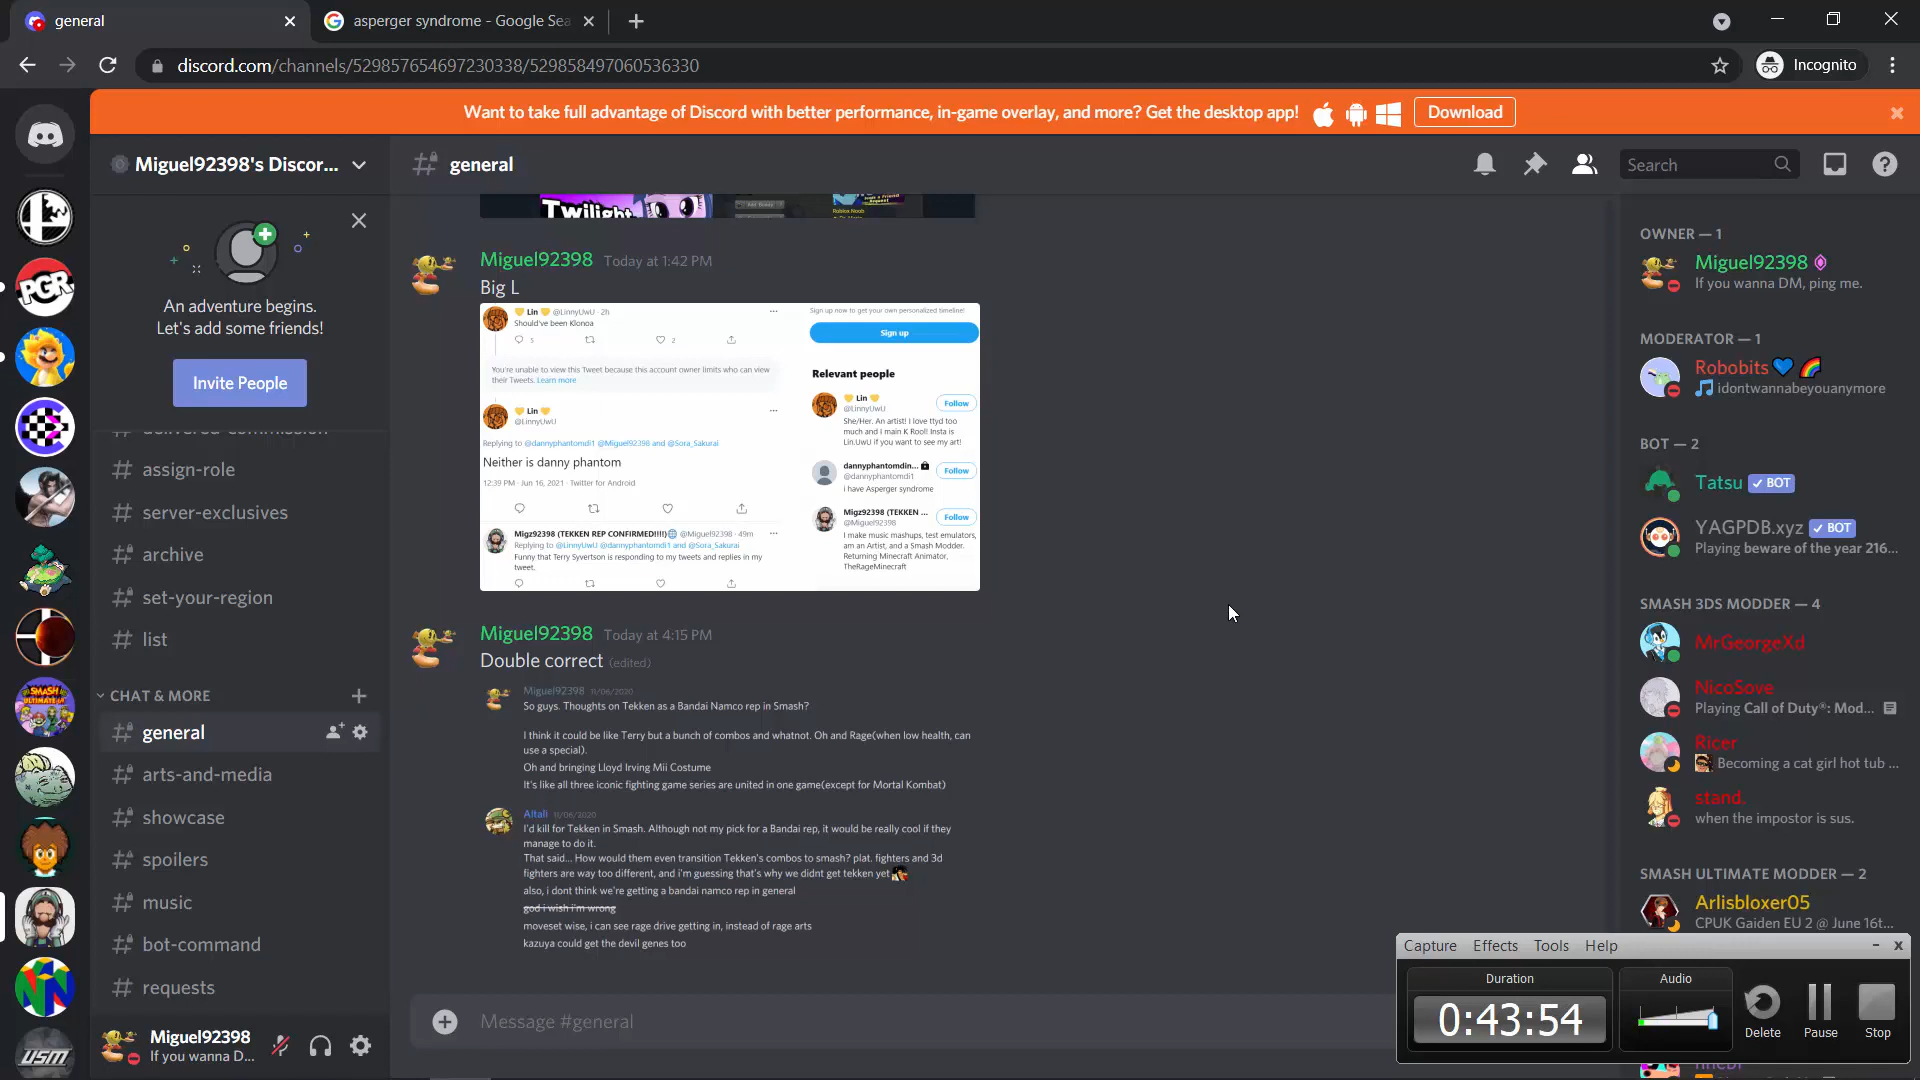 general
asperger syndrome - Google Sea
discord.com/channels/529857654697230338/529858497060536330
Incognito
Want to take full advantage of Discord with better performance, in-game overlay, and more? Get the desktop app!
Download
Miguel92398's Discor...
general
Search
An adventure begins.
Let's add some friends!
Invite People
assign-role
server-exclusives
archive
set-your-region
list
CHAT & MORE
general
arts-and-media
showcase
spoilers
music
bot-command
requests
Miguel92398
If you wanna D...
PGR
SMASH
ULTIMATE
USM
Twilight
Roblox Noob
Miguel92398 Today at 1:42 PM
Big L
Lin @LinnyUwU · 2h
Should've been Klonoa
5 2
You're unable to view this Tweet because this account owner limits who can view
their Tweets. Learn more
Lin
@LinnyUwU
Replying to @dannyphantomdi1 @Miguel92398 and @Sora_Sakurai
Neither is danny phantom
12:39 PM · Jun 16, 2021 · Twitter for Android
Migz92398 (TEKKEN REP CONFIRMED!!!!) @Miguel92398 · 49m
Replying to @LinnyUwU @dannyphantomdi1 and @Sora_Sakurai
Funny that Terry Syvertson is responding to my tweets and replies in my
tweet.
Sign up now to get your own personalized timeline!
Sign up
Relevant people
Lin
@LinnyUwU
Follow
She/Her. An artist! I love ttyd too
much and I main K Rool! Insta is
Lin.UwU if you want to see my art!
dannyphantomdin...
@dannyphantomdi1
Follow
i have Asperger syndrome
Migz92398 (TEKKEN ...
@Miguel92398
Follow
I make music mashups, test emulators,
am an Artist, and a Smash Modder.
Returning Minecraft Animator,
TheRageMinecraft
Miguel92398 Today at 4:15 PM
Double correct (edited)
Miguel92398 11/06/2020
So guys. Thoughts on Tekken as a Bandai Namco rep in Smash?
I think it could be like Terry but a bunch of combos and whatnot. Oh and Rage(when low health, can
use a special).
Oh and bringing Lloyd Irving Mii Costume
It's like all three iconic fighting game series are united in one game(except for Mortal Kombat)
Altali 11/06/2020
I'd kill for Tekken in Smash. Although not my pick for a Bandai rep, it would be really cool if they
manage to do it.
That said... How would them even transition Tekken's combos to smash? plat. fighters and 3d
fighters are way too different, and i'm guessing that's why we didnt get tekken yet
also, i dont think we're getting a bandai namco rep in general
god i wish i'm wrong
moveset wise, i can see rage drive getting in, instead of rage arts
kazuya could get the devil genes too
Message #general
OWNER — 1
Miguel92398
If you wanna DM, ping me.
MODERATOR — 1
Robobits
idontwannabeyouanymore
BOT — 2
Tatsu BOT
YAGPDB.xyz BOT
Playing beware of the year 216...
SMASH 3DS MODDER — 4
MrGeorgeXd
NicoSove
Playing Call of Duty®: Mod...
Ricer
Becoming a cat girl hot tub ...
stand.
when the impostor is sus.
SMASH ULTIMATE MODDER — 2
Arlisbloxer05
CPUK Gaiden EU 2 @ June 16t...
Capture Effects Tools Help
Duration
0:43:54
Audio
Delete
Pause
Stop